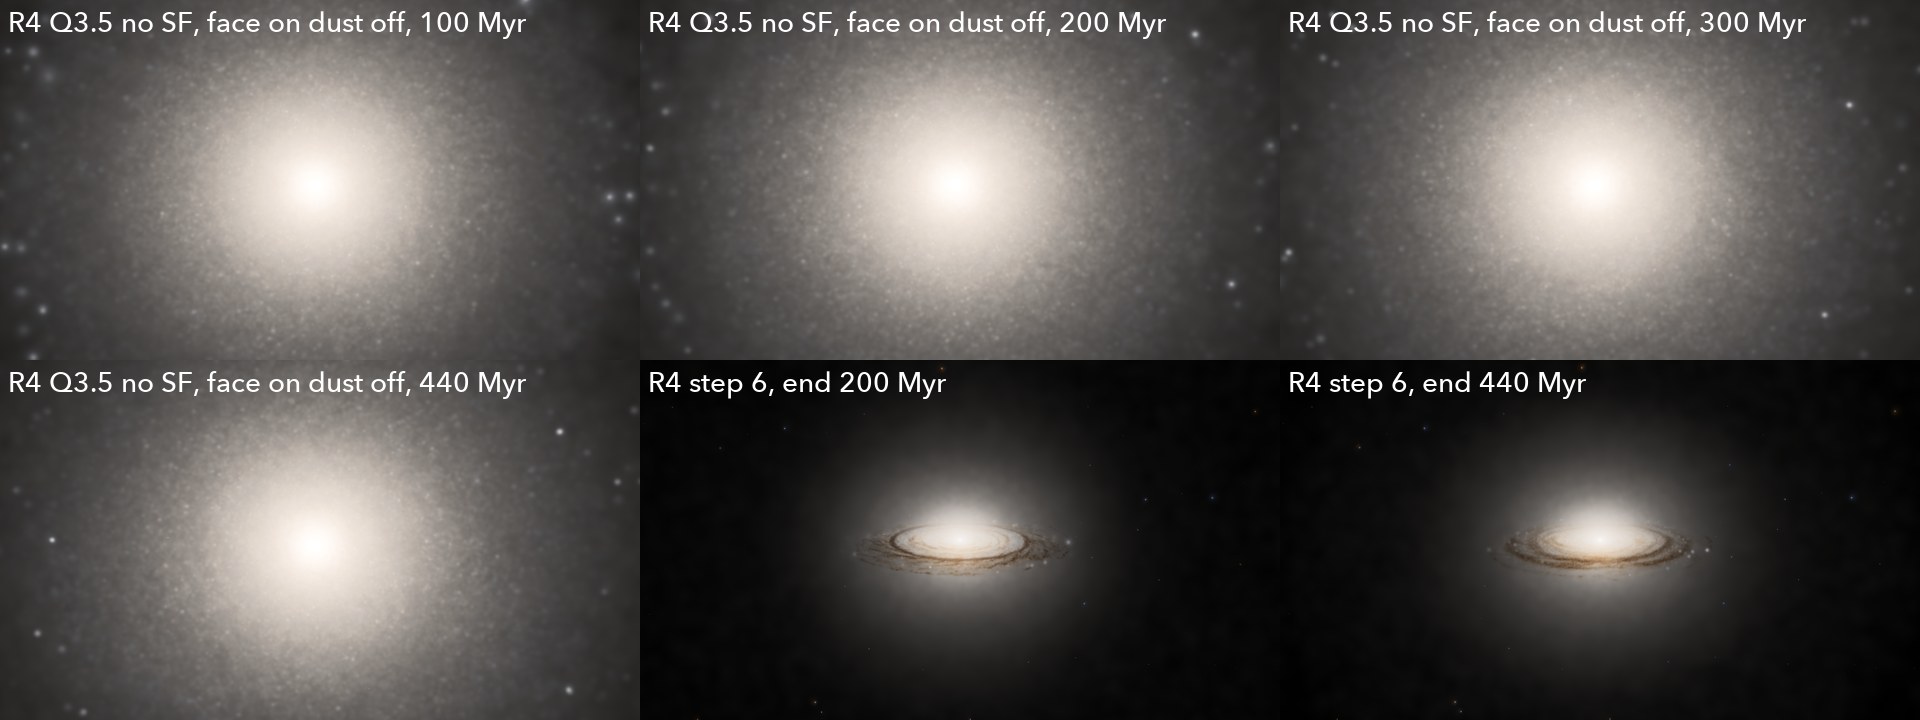 R4 Q3.5 no SF, face on dust off, 100 Myr
R4 Q3.5 no SF, face on dust off, 200 Myr
R4 Q3.5 no SF, face on dust off, 300 Myr
R4 Q3.5 no SF, face on dust off, 440 Myr
R4 step 6, end 200 Myr
R4 step 6, end 440 Myr